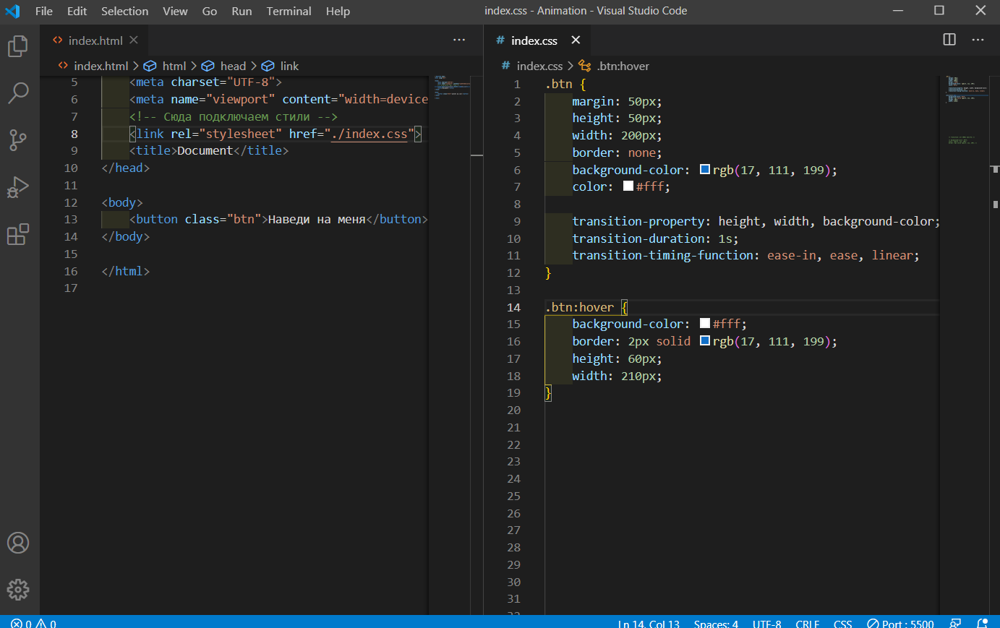 File Edit Selection View Go Run Terminal Help
index.css - Animation - Visual Studio Code
index.html
index.html > html > head > link
5 <meta charset="UTF-8">
6 <meta name="viewport" content="width=device
7 <!-- Сюда подключаем стили -->
8 <link rel="stylesheet" href="./index.css">
9 <title>Document</title>
10 </head>
11
12 <body>
13 <button class="btn">Наведи на меня</button>
14 </body>
15
16 </html>
17
# index.css
# index.css > .btn:hover
1 .btn {
2 margin: 50px;
3 height: 50px;
4 width: 200px;
5 border: none;
6 background-color: rgb(17, 111, 199);
7 color: #fff;
8
9 transition-property: height, width, background-color;
10 transition-duration: 1s;
11 transition-timing-function: ease-in, ease, linear;
12 }
13
14 .btn:hover {
15 background-color: #fff;
16 border: 2px solid rgb(17, 111, 199);
17 height: 60px;
18 width: 210px;
19 }
20
21
22
23
24
25
26
27
28
29
30
31
32
0 0 Ln 14, Col 13 Spaces: 4 UTF-8 CRLF CSS Port : 5500